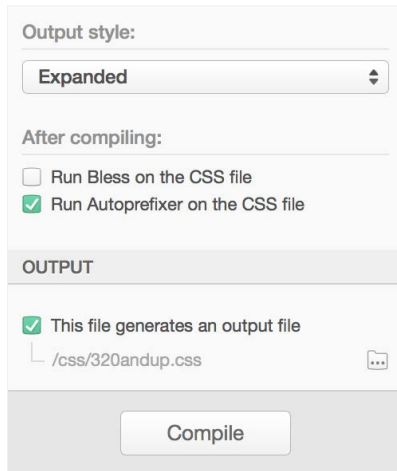 Output style:
Expanded
After compiling:
Run Bless on the CSS file
Run Autoprefixer on the CSS file
OUTPUT
This file generates an output file
/css/320andup.css
Compile